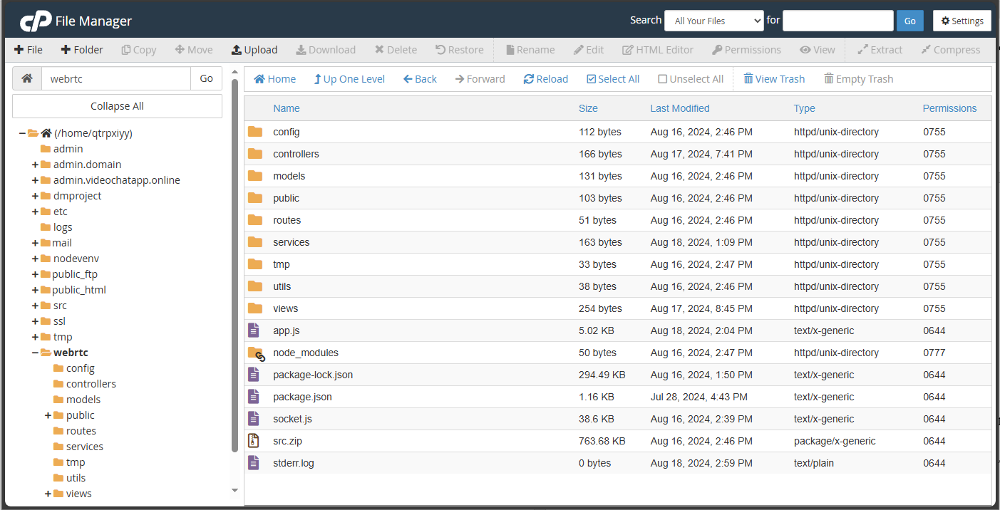 cP File Manager
Search All Your Files for Go Settings
File Folder Copy Move Upload Download Delete Restore Rename Edit HTML Editor Permissions View Extract Compress
webrtc Go
Collapse All
(/home/qtrpxiyy)
admin
admin.domain
admin.videochatapp.online
dmproject
etc
logs
mail
nodevenv
public_ftp
public_html
src
ssl
tmp
webrtc
config
controllers
models
public
routes
services
tmp
utils
views
Home Up One Level Back Forward Reload Select All Unselect All View Trash Empty Trash
Name Size Last Modified Type Permissions
config 112 bytes Aug 16, 2024, 2:46 PM httpd/unix-directory 0755
controllers 166 bytes Aug 17, 2024, 7:41 PM httpd/unix-directory 0755
models 131 bytes Aug 16, 2024, 2:46 PM httpd/unix-directory 0755
public 103 bytes Aug 16, 2024, 2:46 PM httpd/unix-directory 0755
routes 51 bytes Aug 16, 2024, 2:46 PM httpd/unix-directory 0755
services 163 bytes Aug 18, 2024, 1:09 PM httpd/unix-directory 0755
tmp 33 bytes Aug 16, 2024, 2:47 PM httpd/unix-directory 0755
utils 38 bytes Aug 16, 2024, 2:46 PM httpd/unix-directory 0755
views 254 bytes Aug 17, 2024, 8:45 PM httpd/unix-directory 0755
app.js 5.02 KB Aug 18, 2024, 2:04 PM text/x-generic 0644
node_modules 50 bytes Aug 16, 2024, 2:47 PM httpd/unix-directory 0777
package-lock.json 294.49 KB Aug 16, 2024, 1:50 PM text/x-generic 0644
package.json 1.16 KB Jul 28, 2024, 4:43 PM text/x-generic 0644
socket.js 38.6 KB Aug 16, 2024, 2:39 PM text/x-generic 0644
src.zip 763.68 KB Aug 16, 2024, 2:46 PM package/x-generic 0644
stderr.log 0 bytes Aug 18, 2024, 2:59 PM text/plain 0644